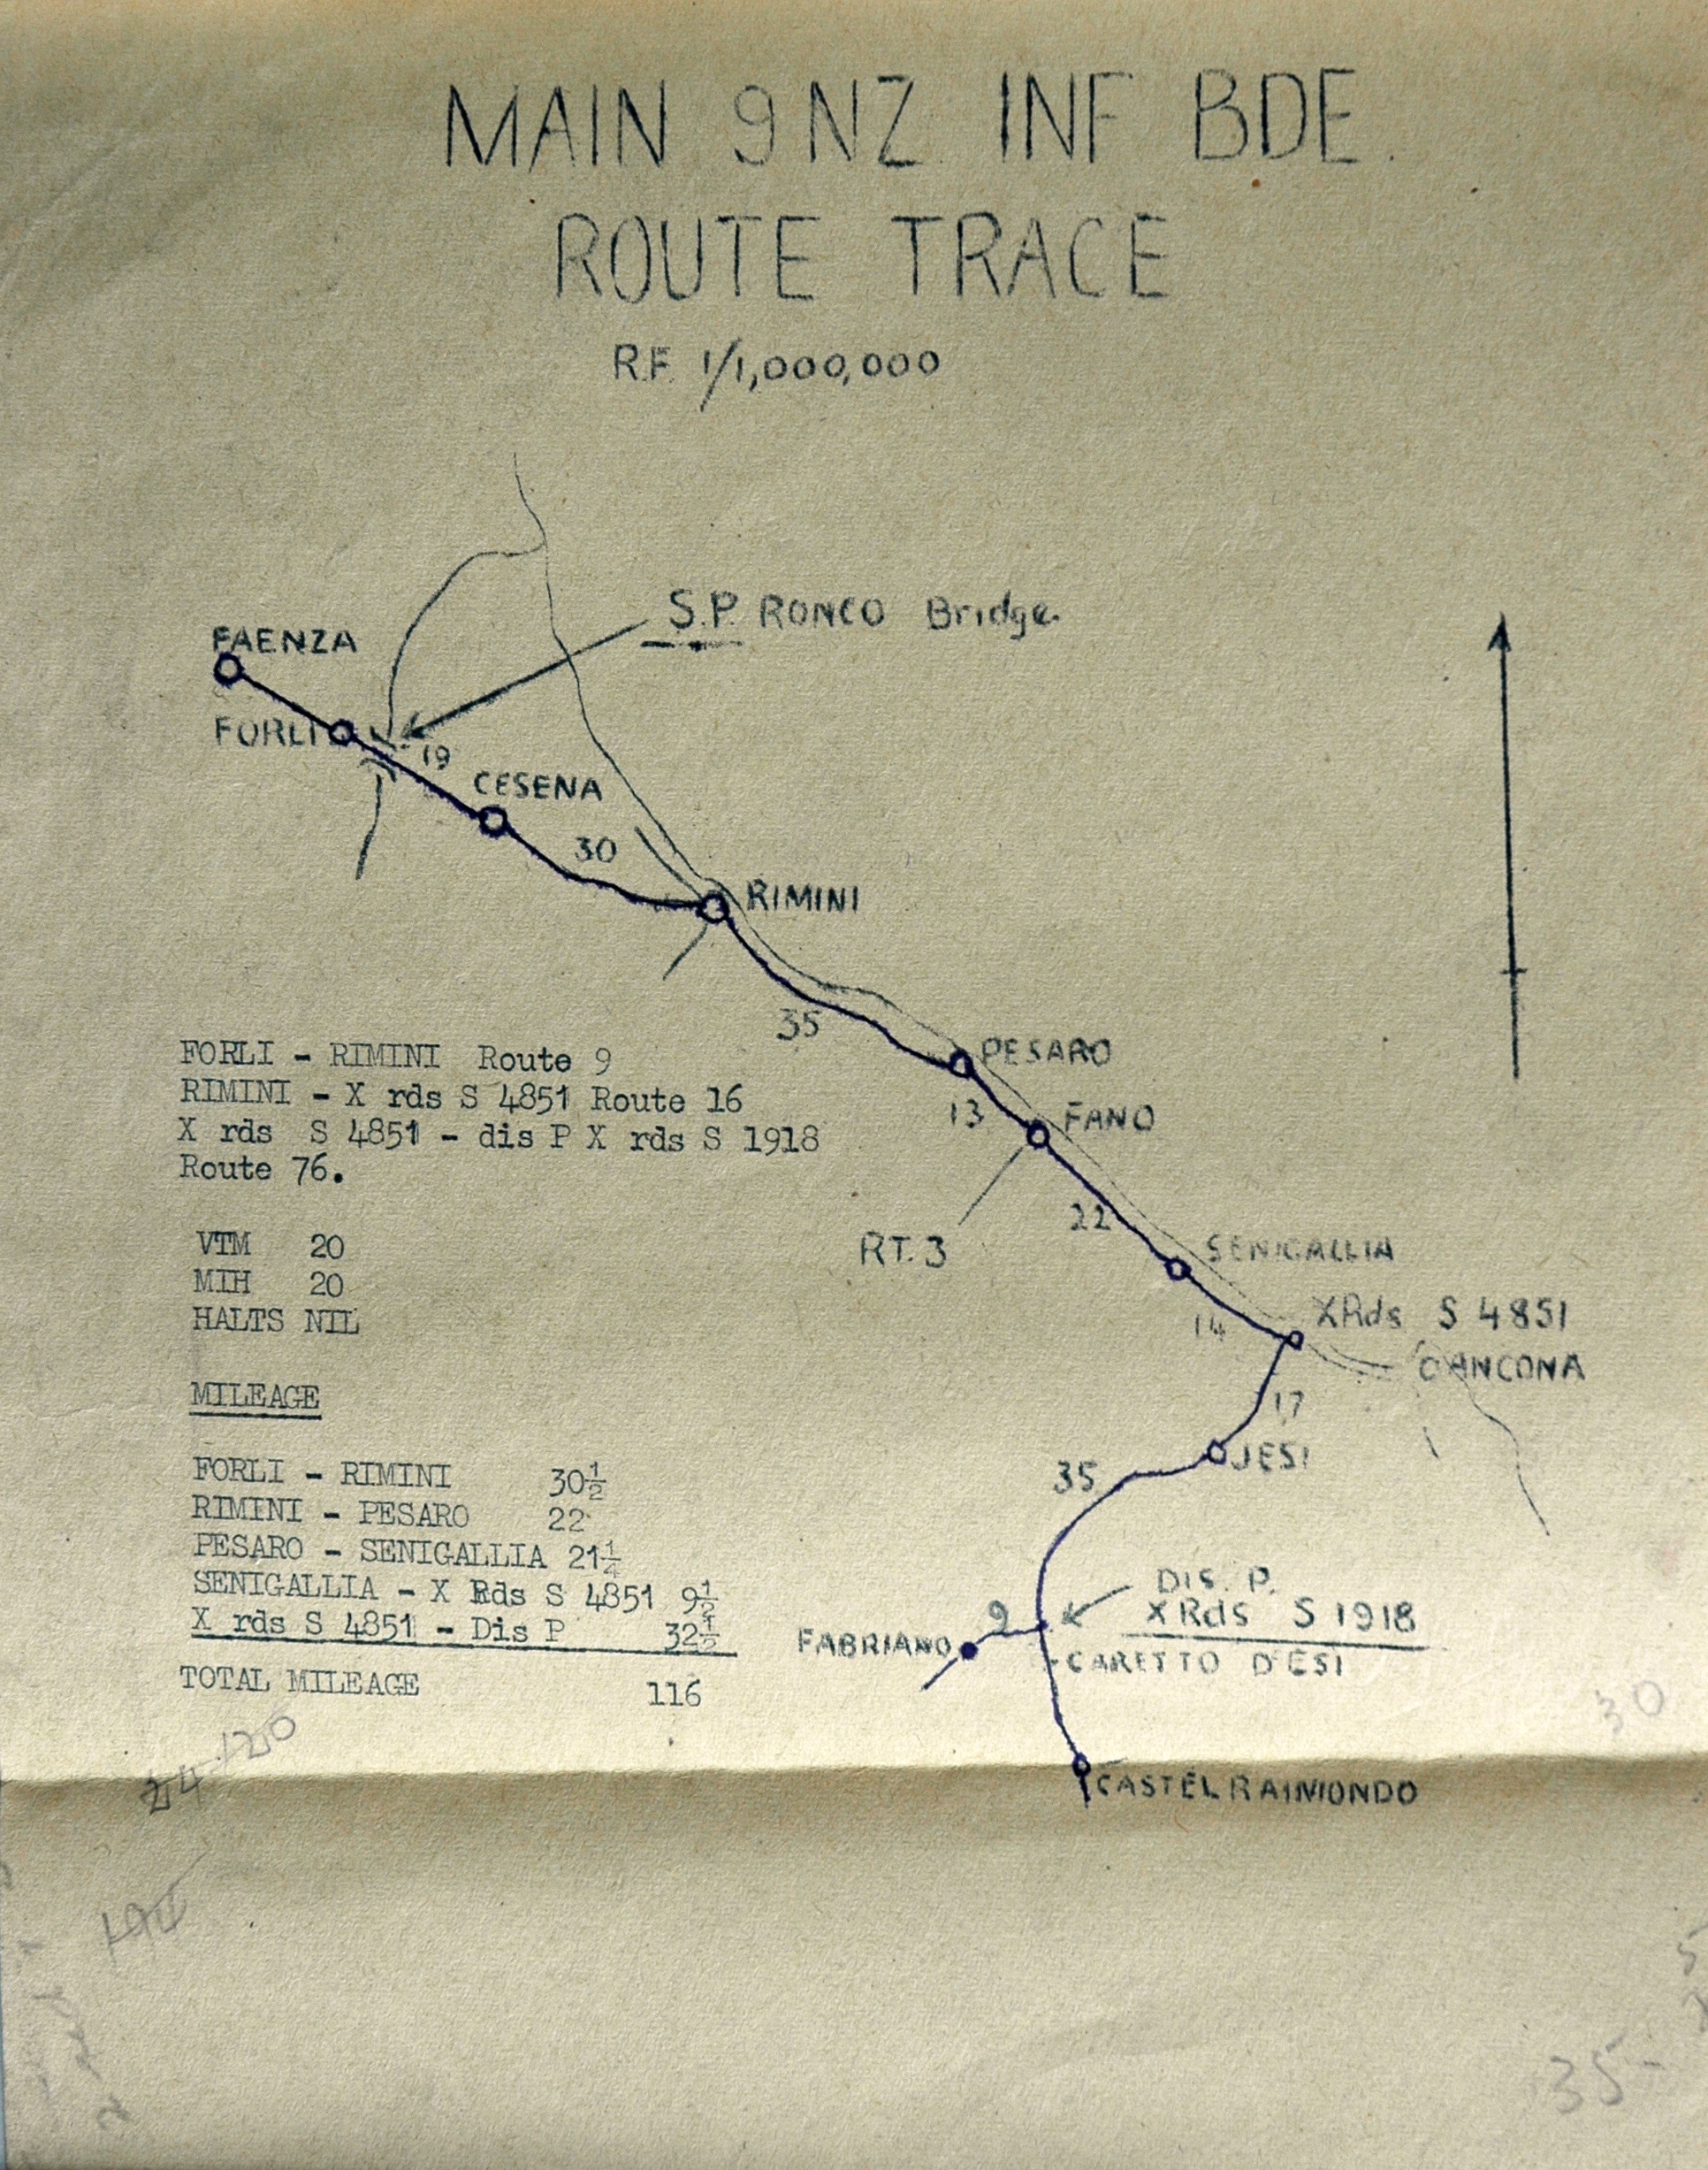 MAIN 9 NZ INF BDE.
ROUTE TRACE
R.F. 1/1,000,000
S.P. RONCO Bridge.
FAENZA
FORLI
19
CESENA
30
RIMINI
35
PESARO
13
FANO
RT. 3
22
SENIGALLIA
14
X Rds S 4851
ANCONA
17
JESI
35
DIS. P.
X Rds S 1918
9
FABRIANO
CARETTO D'ESI
CASTEL RAIMONDO
FORLI - RIMINI Route 9
RIMINI - X rds S 4851 Route 16
X rds S 4851 - dis P X rds S 1918
Route 76.
VTM 20
MIH 20
HALTS NIL
MILEAGE
FORLI - RIMINI 30½
RIMINI - PESARO 22
PESARO - SENIGALLIA 21¼
SENIGALLIA - X Rds S 4851 9½
X rds S 4851 - Dis P 32½
TOTAL MILEAGE 116
30
35-